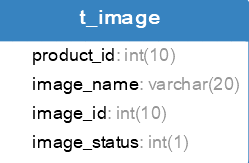 t_image
product_id: int(10)
image_name: varchar(20)
image_id: int(10)
image_status: int(1)